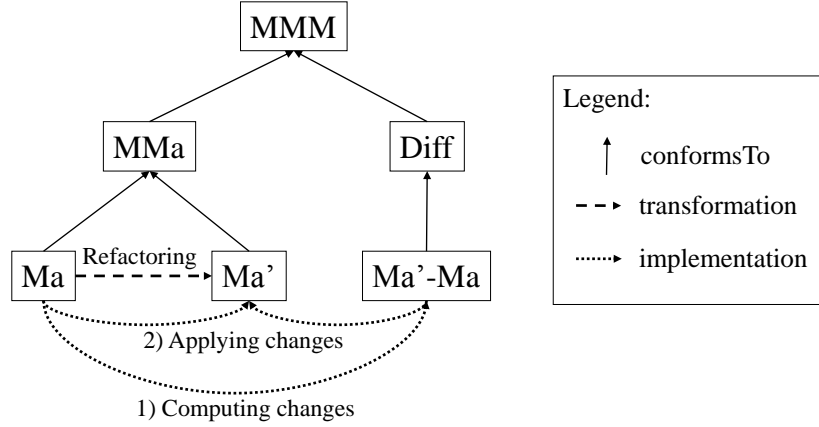 MMM
Legend:
MMa
Diff
conformsTo
transformation
Refactoring
Ma
Ma’
Ma’-Ma
implementation
2) Applying changes
1) Computing changes